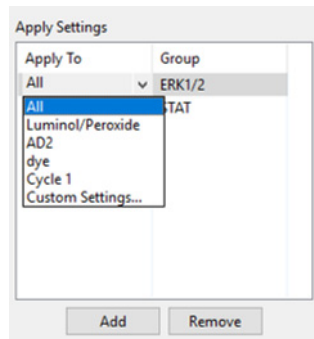 Apply Settings
Apply To Group
All ERK1/2
All STAT
Luminol/Peroxide
AD2
dye
Cycle 1
Custom Settings...
Add Remove